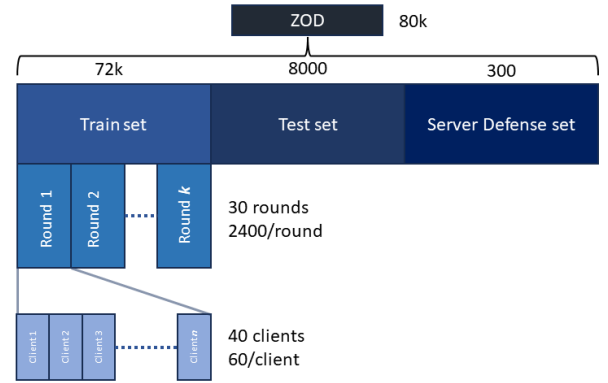 ZOD
80k
72k
8000
300
Train set
Test set
Server Defense set
Round 1
Round 2
Round k
30 rounds
2400/round
Client 1
Client 2
Client 3
Client n
40 clients
60/client